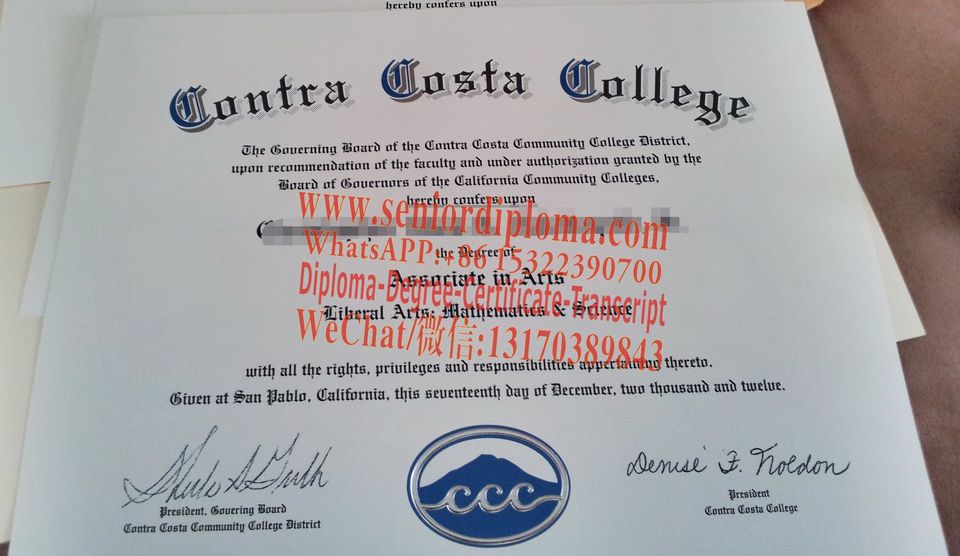 hereby confers upon
Contra Costa College
The Governing Board of the Contra Costa Community College District,
upon recommendation of the faculty and under authorization granted by the
Board of Governors of the California Community Colleges,
hereby confers upon
www.seniordiploma.com
WhatsAPP:+86 15322390700
the Degree of
Associate in Arts
Diploma-Degree-Certificate-Transcript
Liberal Arts: Mathematics & Science
WeChat/微信:13170389843
with all the rights, privileges and responsibilities appertaining thereto.
Given at San Pablo, California, this seventeenth day of December, two thousand and twelve.
Denise F. Noldon
President, Govering Board
Contra Costa Community College District
ccc
President
Contra Costa College